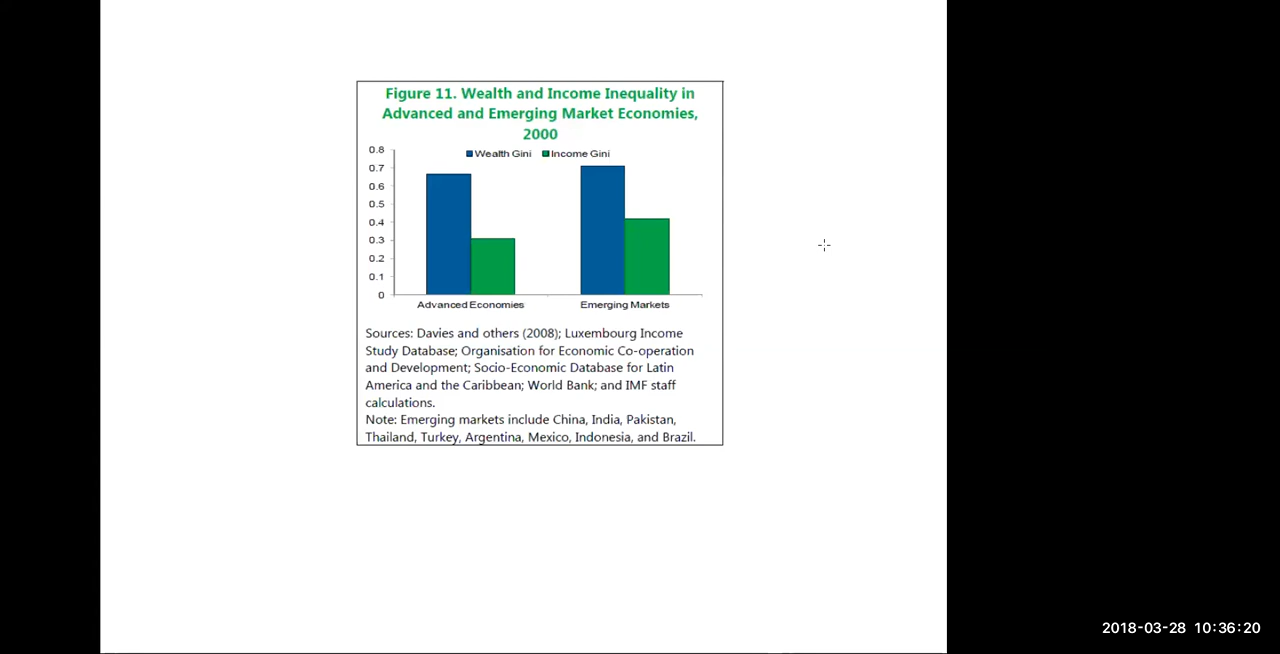 Figure 11. Wealth and Income Inequality in
Advanced and Emerging Market Economies,
2000
Wealth Gini Income Gini
0.8
0.7
0.6
0.5
0.4
0.3
0.2
0.1
0
Advanced Economies Emerging Markets
Sources: Davies and others (2008); Luxembourg Income
Study Database; Organisation for Economic Co-operation
and Development; Socio-Economic Database for Latin
America and the Caribbean; World Bank; and IMF staff
calculations.
Note: Emerging markets include China, India, Pakistan,
Thailand, Turkey, Argentina, Mexico, Indonesia, and Brazil.
2018-03-28 10:36:20